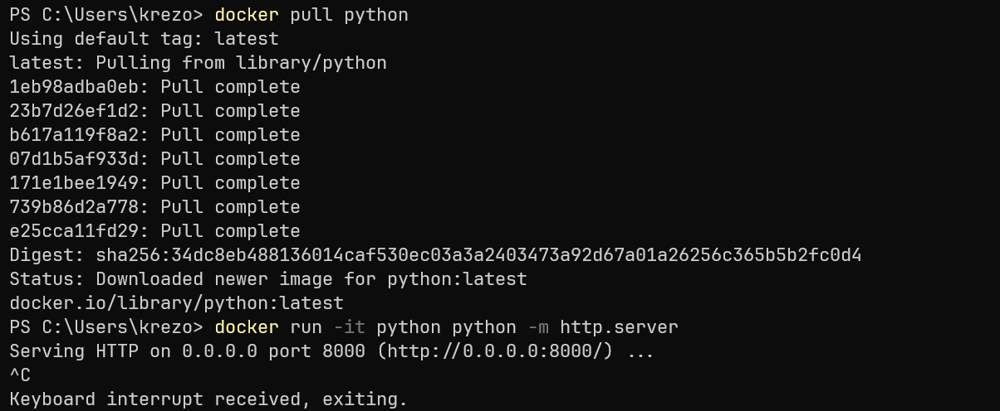 PS C:\Users\krezo> docker pull python
Using default tag: latest
latest: Pulling from library/python
1eb98adba0eb: Pull complete
23b7d26ef1d2: Pull complete
b617a119f8a2: Pull complete
07d1b5af933d: Pull complete
171e1bee1949: Pull complete
739b86d2a778: Pull complete
e25cca11fd29: Pull complete
Digest: sha256:34dc8eb488136014caf530ec03a3a2403473a92d67a01a26256c365b5b2fc0d4
Status: Downloaded newer image for python:latest
docker.io/library/python:latest
PS C:\Users\krezo> docker run -it python python -m http.server
Serving HTTP on 0.0.0.0 port 8000 (http://0.0.0.0:8000/) ...
^C
Keyboard interrupt received, exiting.